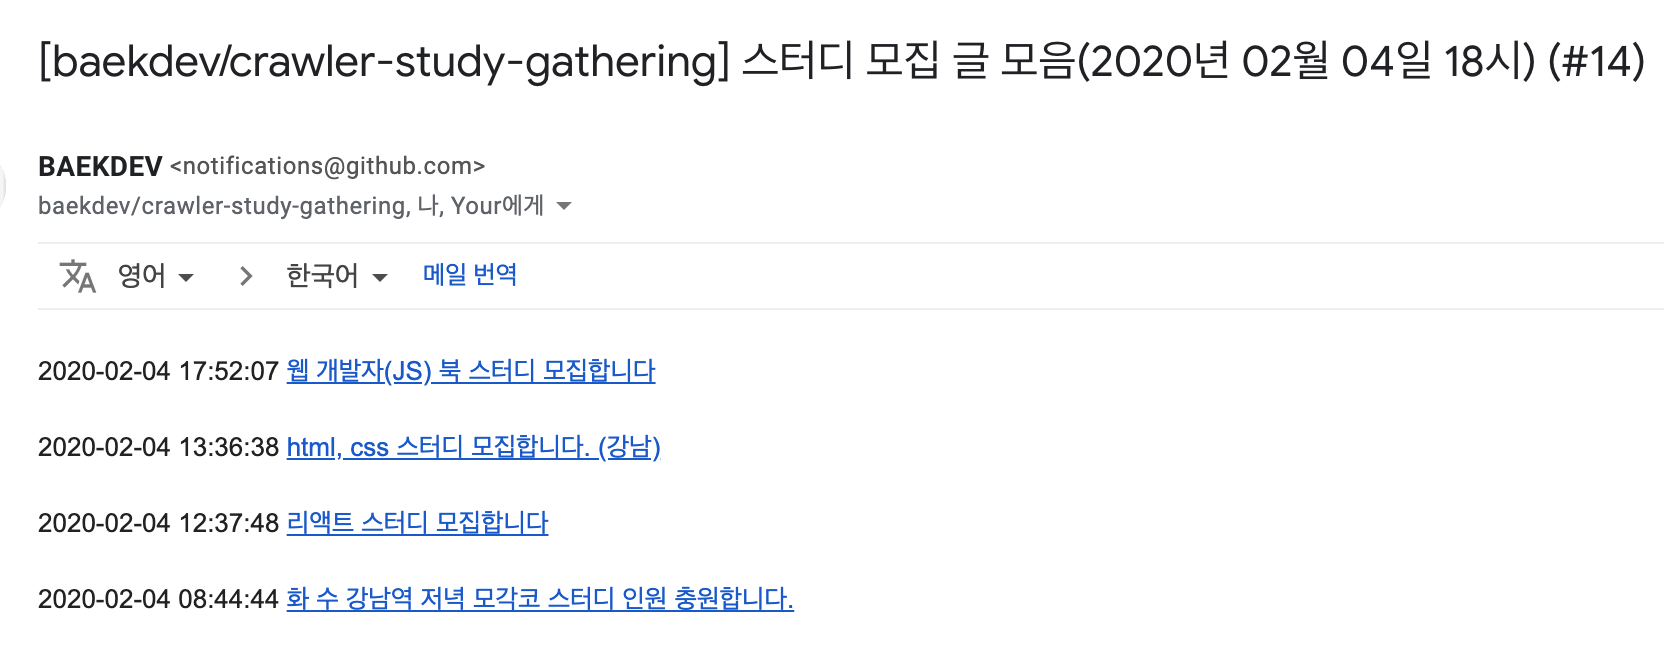 [baekdev/crawler-study-gathering] 스터디 모집 글 모음(2020년 02월 04일 18시) (#14)
BAEKDEV <notifications@github.com>
baekdev/crawler-study-gathering, 나, Your에게
영어 > 한국어 메일 번역
2020-02-04 17:52:07 웹 개발자(JS) 북 스터디 모집합니다
2020-02-04 13:36:38 html, css 스터디 모집합니다. (강남)
2020-02-04 12:37:48 리액트 스터디 모집합니다
2020-02-04 08:44:44 화 수 강남역 저녁 모각코 스터디 인원 충원합니다.